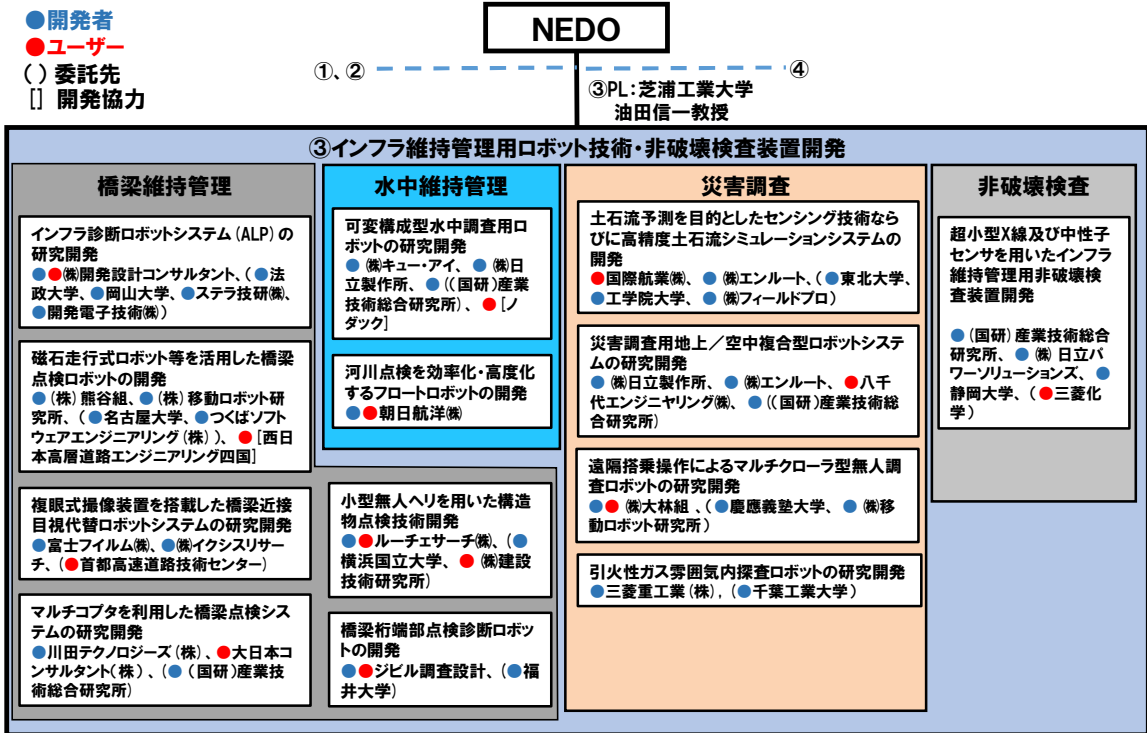 ●開発者
●ユーザー
( ) 委託先
[] 開発協力
NEDO
①、②
④
③PL:芝浦工業大学
油田信一教授
③インフラ維持管理用ロボット技術・非破壊検査装置開発
橋梁維持管理
インフラ診断ロボットシステム(ALP)の
研究開発
●●㈱開発設計コンサルタント、(●法
政大学、●岡山大学、●ステラ技研㈱、
●開発電子技術㈱)
磁石走行式ロボット等を活用した橋梁
点検ロボットの開発
●(株)熊谷組、●(株)移動ロボット研
究所、(●名古屋大学、●つくばソフト
ウェアエンジニアリング(株))、●[西日
本高層道路エンジニアリング四国]
複眼式撮像装置を搭載した橋梁近接
目視代替ロボットシステムの研究開発
●富士フイルム㈱、●㈱イクシスリサー
チ、(●首都高速道路技術センター)
マルチコプタを利用した橋梁点検シス
テムの研究開発
●川田テクノロジーズ(株)、●大日本コ
ンサルタント(株)、(●(国研)産業技
術総合研究所)
小型無人ヘリを用いた構造
物点検技術開発
●●ルーチェサーチ㈱、(●
横浜国立大学、●㈱建設
技術研究所)
橋梁桁端部点検診断ロボッ
トの開発
●●ジビル調査設計、(●福
井大学)
水中維持管理
可変構成型水中調査用ロ
ボットの研究開発
●㈱キュー・アイ、●㈱日
立製作所、●((国研)産業
技術総合研究所)、●[ノ
ダック]
河川点検を効率化・高度化
するフロートロボットの開発
●●朝日航洋㈱
災害調査
土石流予測を目的としたセンシング技術なら
びに高精度土石流シミュレーションシステムの
開発
●国際航業㈱、●㈱エンルート、(●東北大学、
●工学院大学、●㈱フィールドプロ)
災害調査用地上/空中複合型ロボットシステ
ムの研究開発
●㈱日立製作所、●㈱エンルート、●八千
代エンジニヤリング㈱、●((国研)産業技術総
合研究所)
遠隔搭乗操作によるマルチクローラ型無人調
査ロボットの研究開発
●●㈱大林組、(●慶應義塾大学、●㈱移
動ロボット研究所)
引火性ガス雰囲気内探査ロボットの研究開発
●三菱重工業(株), (●千葉工業大学)
非破壊検査
超小型X線及び中性子
センサを用いたインフラ
維持管理用非破壊検
査装置開発
●(国研)産業技術総合
研究所、●㈱日立パ
ワーソリューションズ、●
静岡大学、(●三菱化
学)